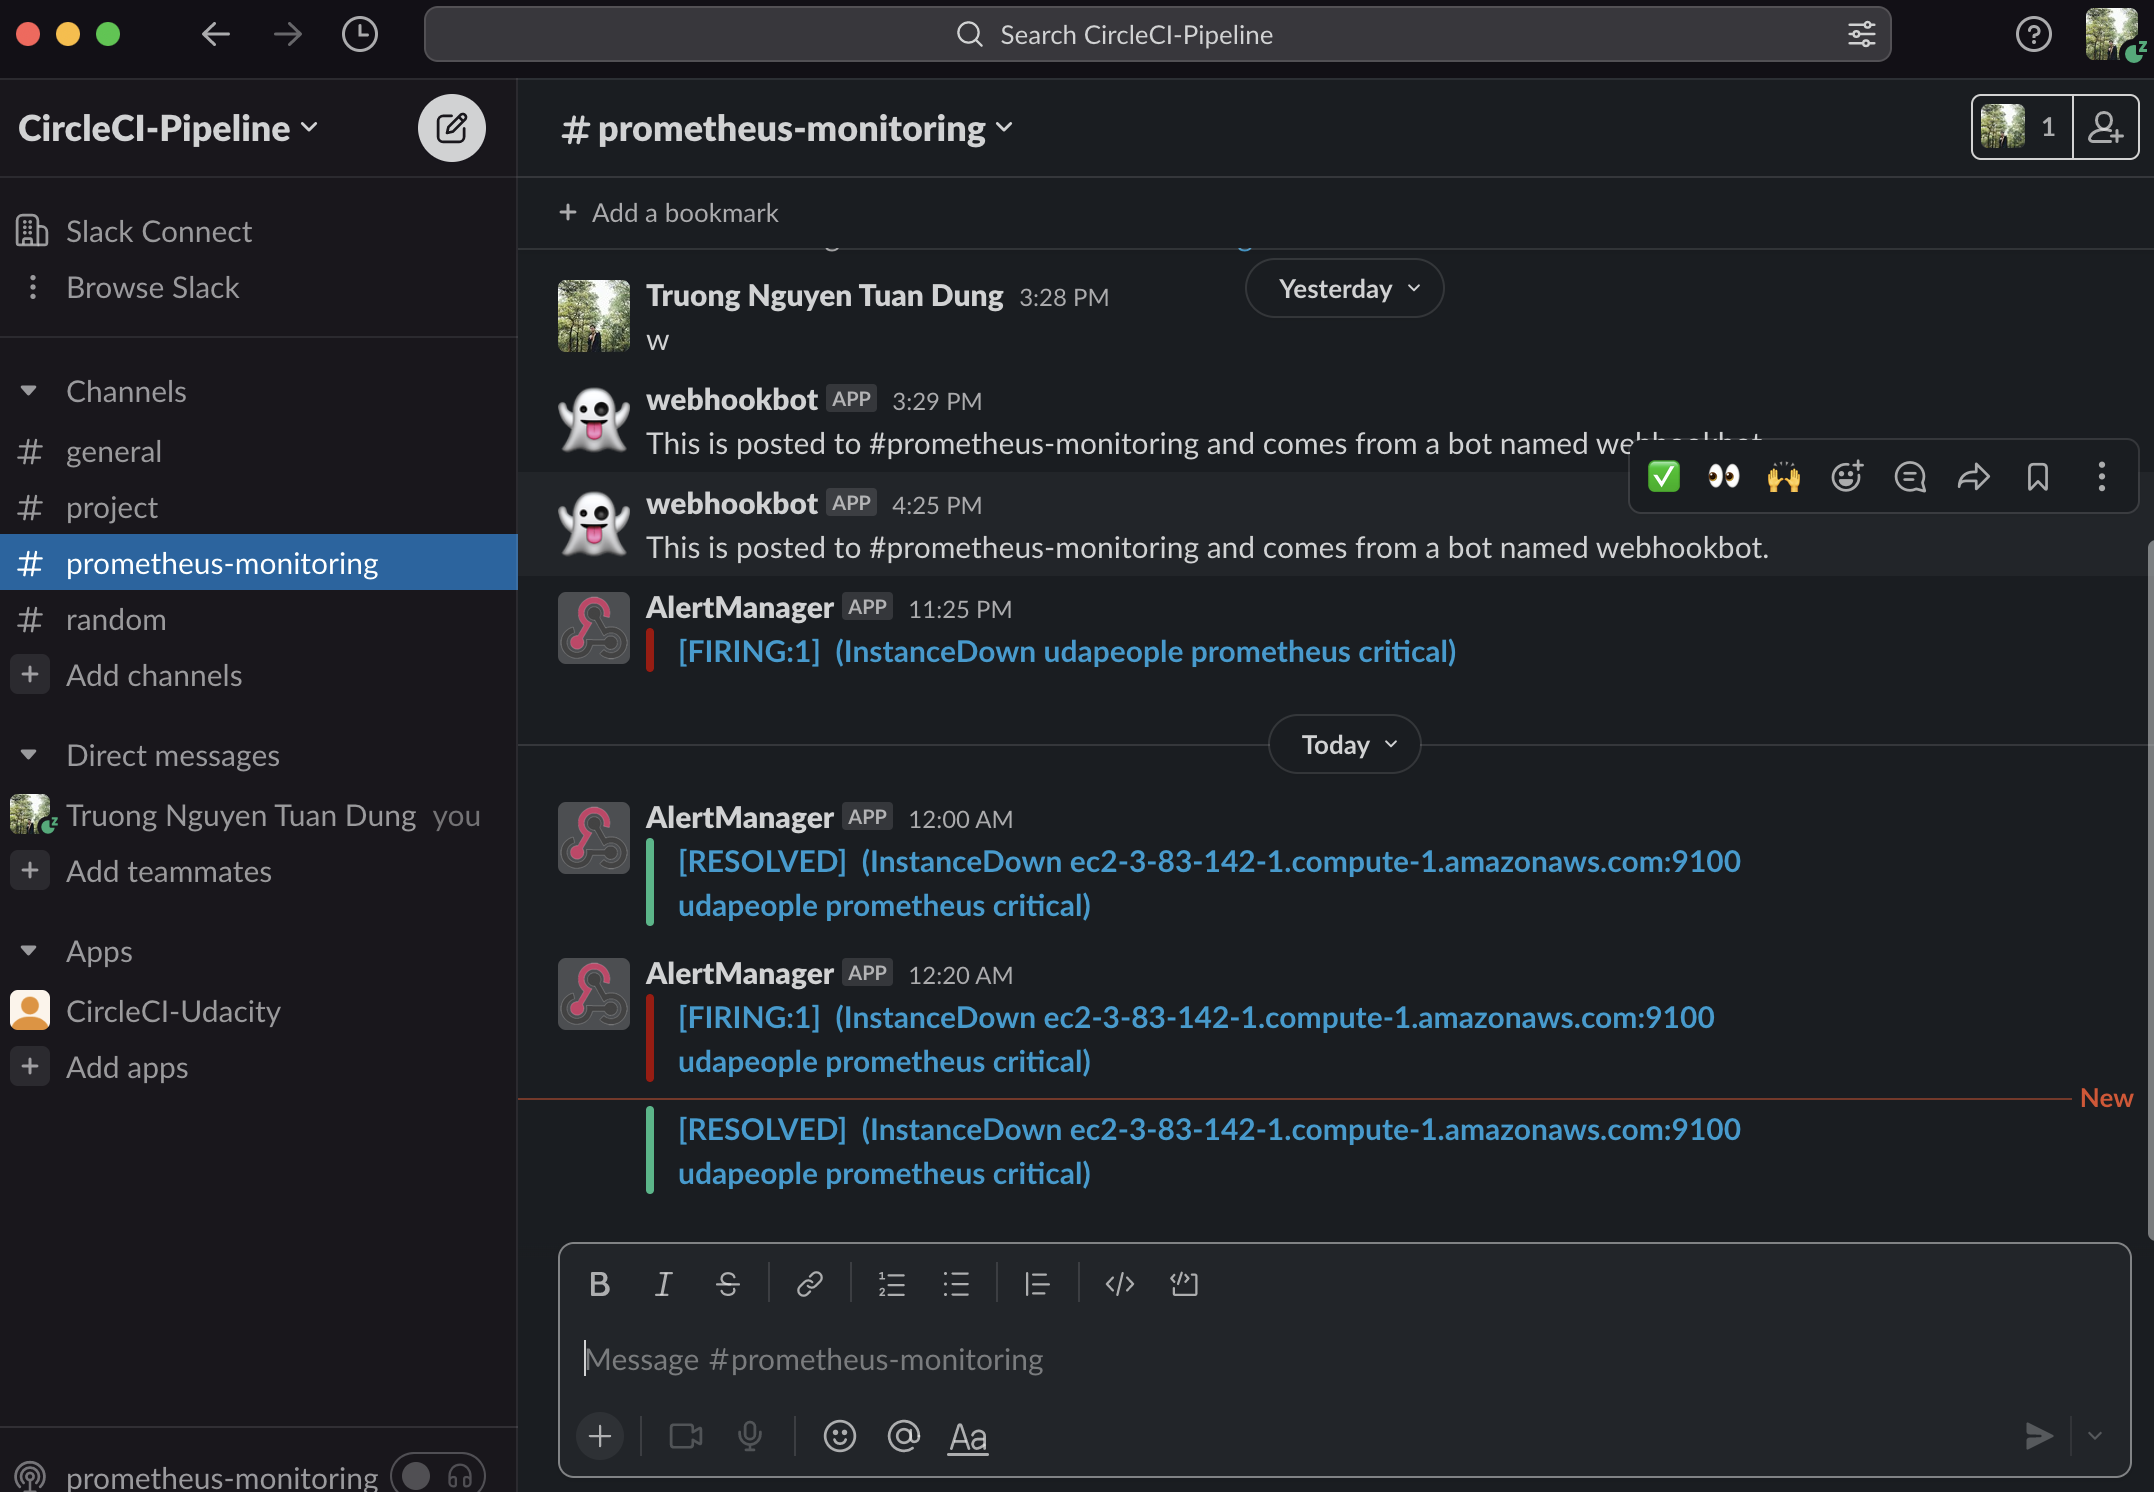 Search CircleCI-Pipeline
CircleCI-Pipeline
# prometheus-monitoring
1
+ Add a bookmark
Slack Connect
Browse Slack
Channels
# general
# project
# prometheus-monitoring
# random
+ Add channels
Direct messages
Truong Nguyen Tuan Dung you
+ Add teammates
Apps
CircleCI-Udacity
+ Add apps
prometheus-monitoring
Yesterday
Truong Nguyen Tuan Dung 3:28 PM
w
webhookbot APP 3:29 PM
This is posted to #prometheus-monitoring and comes from a bot named webhookbot.
webhookbot APP 4:25 PM
This is posted to #prometheus-monitoring and comes from a bot named webhookbot.
AlertManager APP 11:25 PM
[FIRING:1] (InstanceDown udapeople prometheus critical)
Today
AlertManager APP 12:00 AM
[RESOLVED] (InstanceDown ec2-3-83-142-1.compute-1.amazonaws.com:9100
udapeople prometheus critical)
AlertManager APP 12:20 AM
[FIRING:1] (InstanceDown ec2-3-83-142-1.compute-1.amazonaws.com:9100
udapeople prometheus critical)
New
[RESOLVED] (InstanceDown ec2-3-83-142-1.compute-1.amazonaws.com:9100
udapeople prometheus critical)
B I S
Message #prometheus-monitoring
+ @ Aa